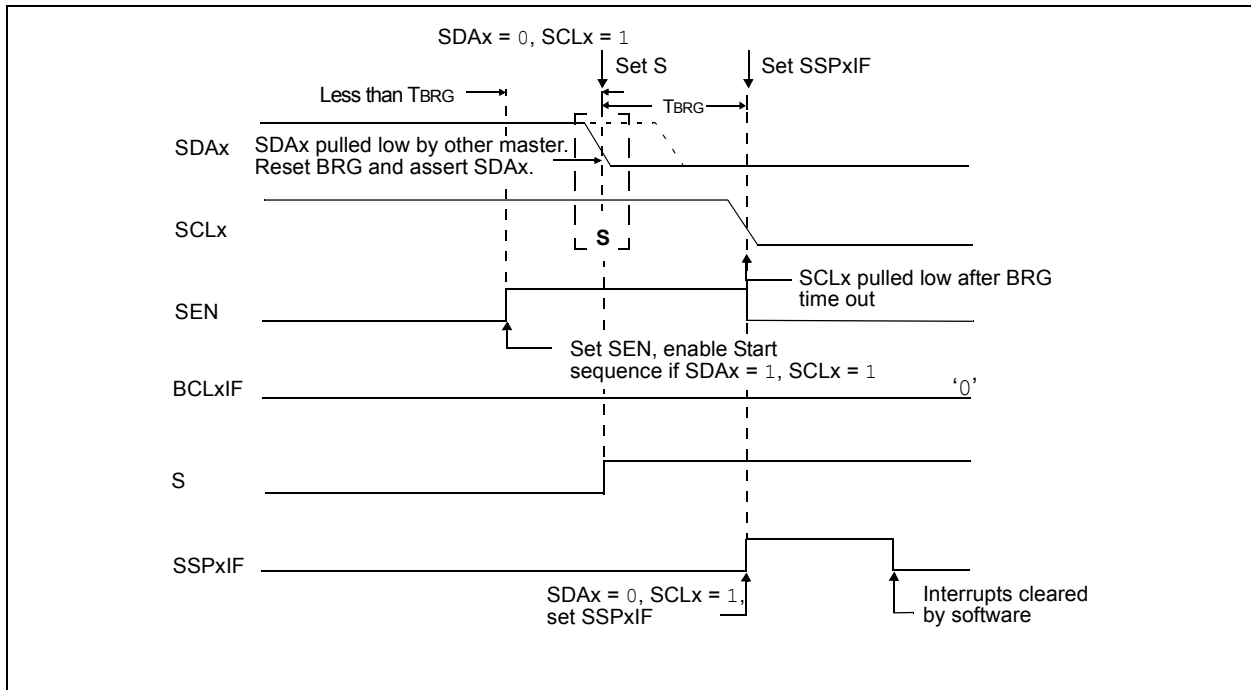 SDAx = 0, SCLx = 1
Set S
Set SSPxIF
Less than TBRG
TBRG
SDAx
SDAx pulled low by other master.
Reset BRG and assert SDAx.
SCLx
S
SCLx pulled low after BRG
time out
SEN
Set SEN, enable Start
sequence if SDAx = 1, SCLx = 1
BCLxIF
‘0’
S
SSPxIF
SDAx = 0, SCLx = 1,
set SSPxIF
Interrupts cleared
by software